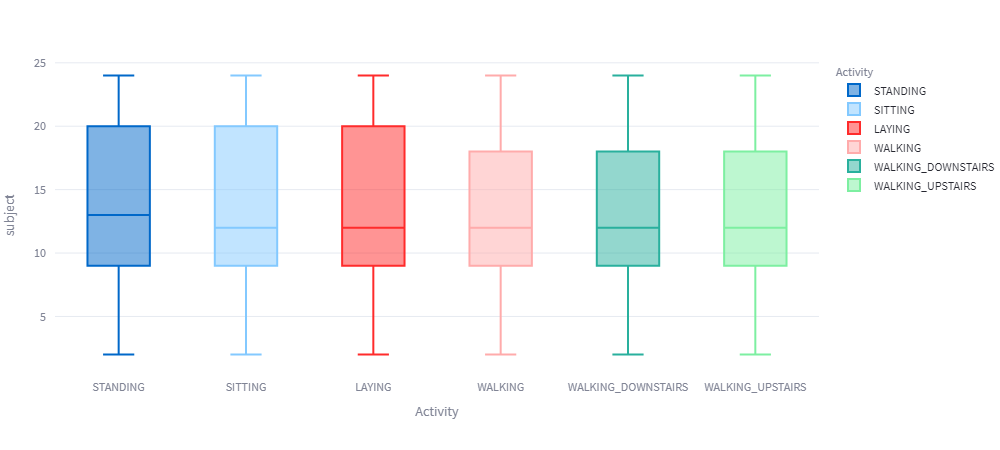 25
20
15
10
5
subject
STANDING
SITTING
LAYING
WALKING
WALKING_DOWNSTAIRS
WALKING_UPSTAIRS
Activity
Activity
STANDING
SITTING
LAYING
WALKING
WALKING_DOWNSTAIRS
WALKING_UPSTAIRS